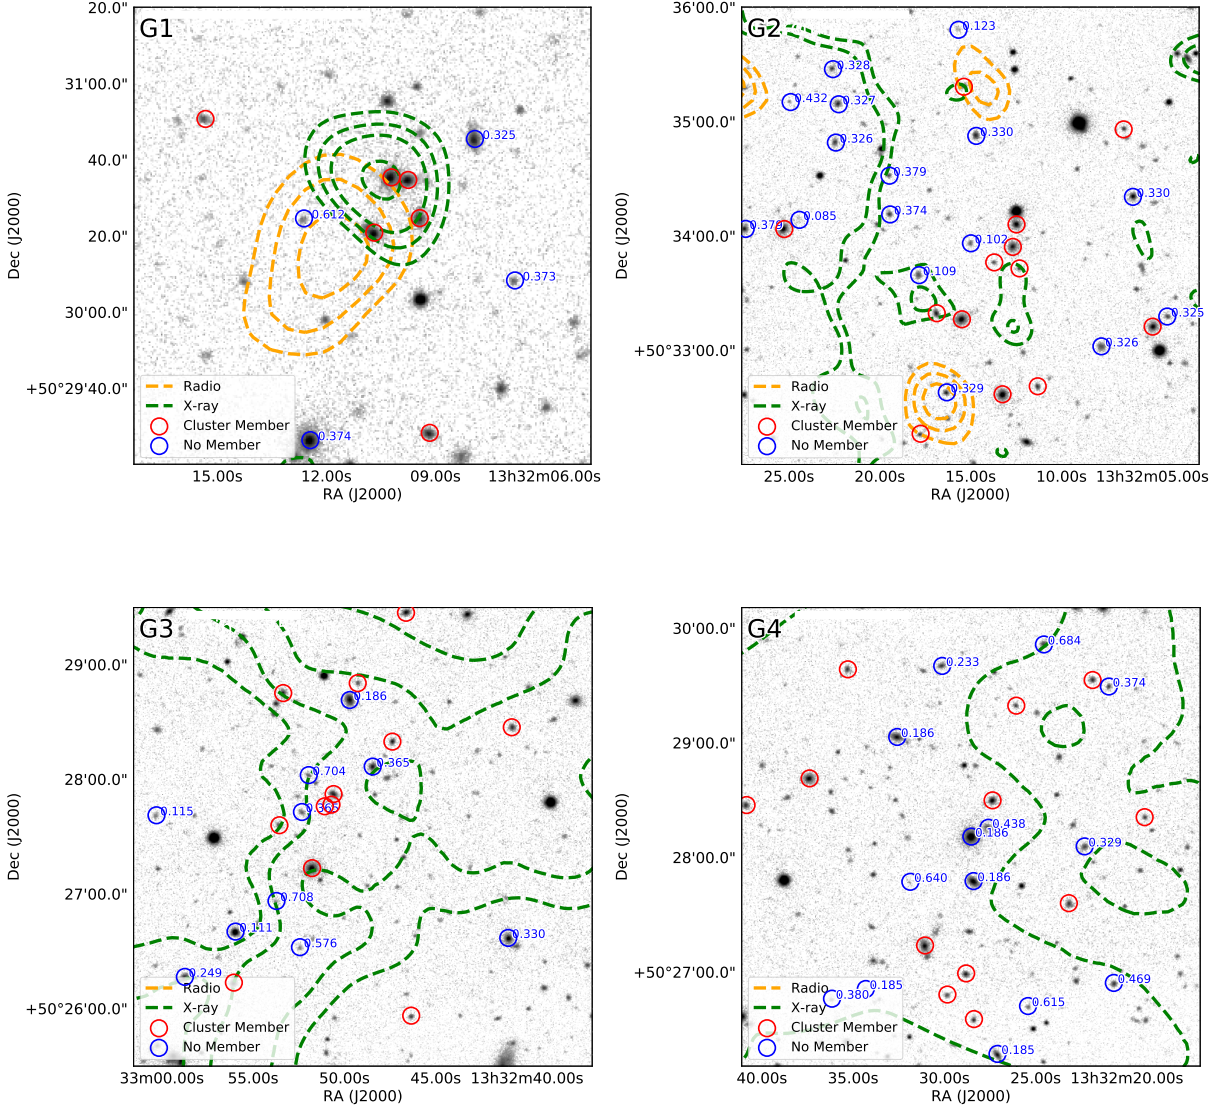 G1
20.0"
31'00.0"
40.0"
20.0"
30'00.0"
+50°29'40.0"
Dec (J2000)
0.325
0.612
0.373
0.374
Radio
X-ray
Cluster Member
No Member
15.00s
12.00s
09.00s
13h32m06.00s
RA (J2000)
G2
36'00.0"
35'00.0"
34'00.0"
+50°33'00.0"
Dec (J2000)
0.123
0.328
0.432
0.327
0.326
0.330
0.379
0.330
0.374
0.085
0.379
0.102
0.109
0.325
0.326
0.329
Radio
X-ray
Cluster Member
No Member
25.00s
20.00s
15.00s
10.00s
13h32m05.00s
RA (J2000)
G3
29'00.0"
28'00.0"
27'00.0"
+50°26'00.0"
Dec (J2000)
0.186
0.365
0.704
0.115
0.365
0.708
0.111
0.576
0.330
0.249
Radio
X-ray
Cluster Member
No Member
33m00.00s
55.00s
50.00s
45.00s
13h32m40.00s
RA (J2000)
G4
30'00.0"
29'00.0"
28'00.0"
+50°27'00.0"
Dec (J2000)
0.684
0.233
0.374
0.186
0.438
0.186
0.329
0.640
0.186
0.469
0.185
0.380
0.615
0.185
Radio
X-ray
Cluster Member
No Member
40.00s
35.00s
30.00s
25.00s
13h32m20.00s
RA (J2000)